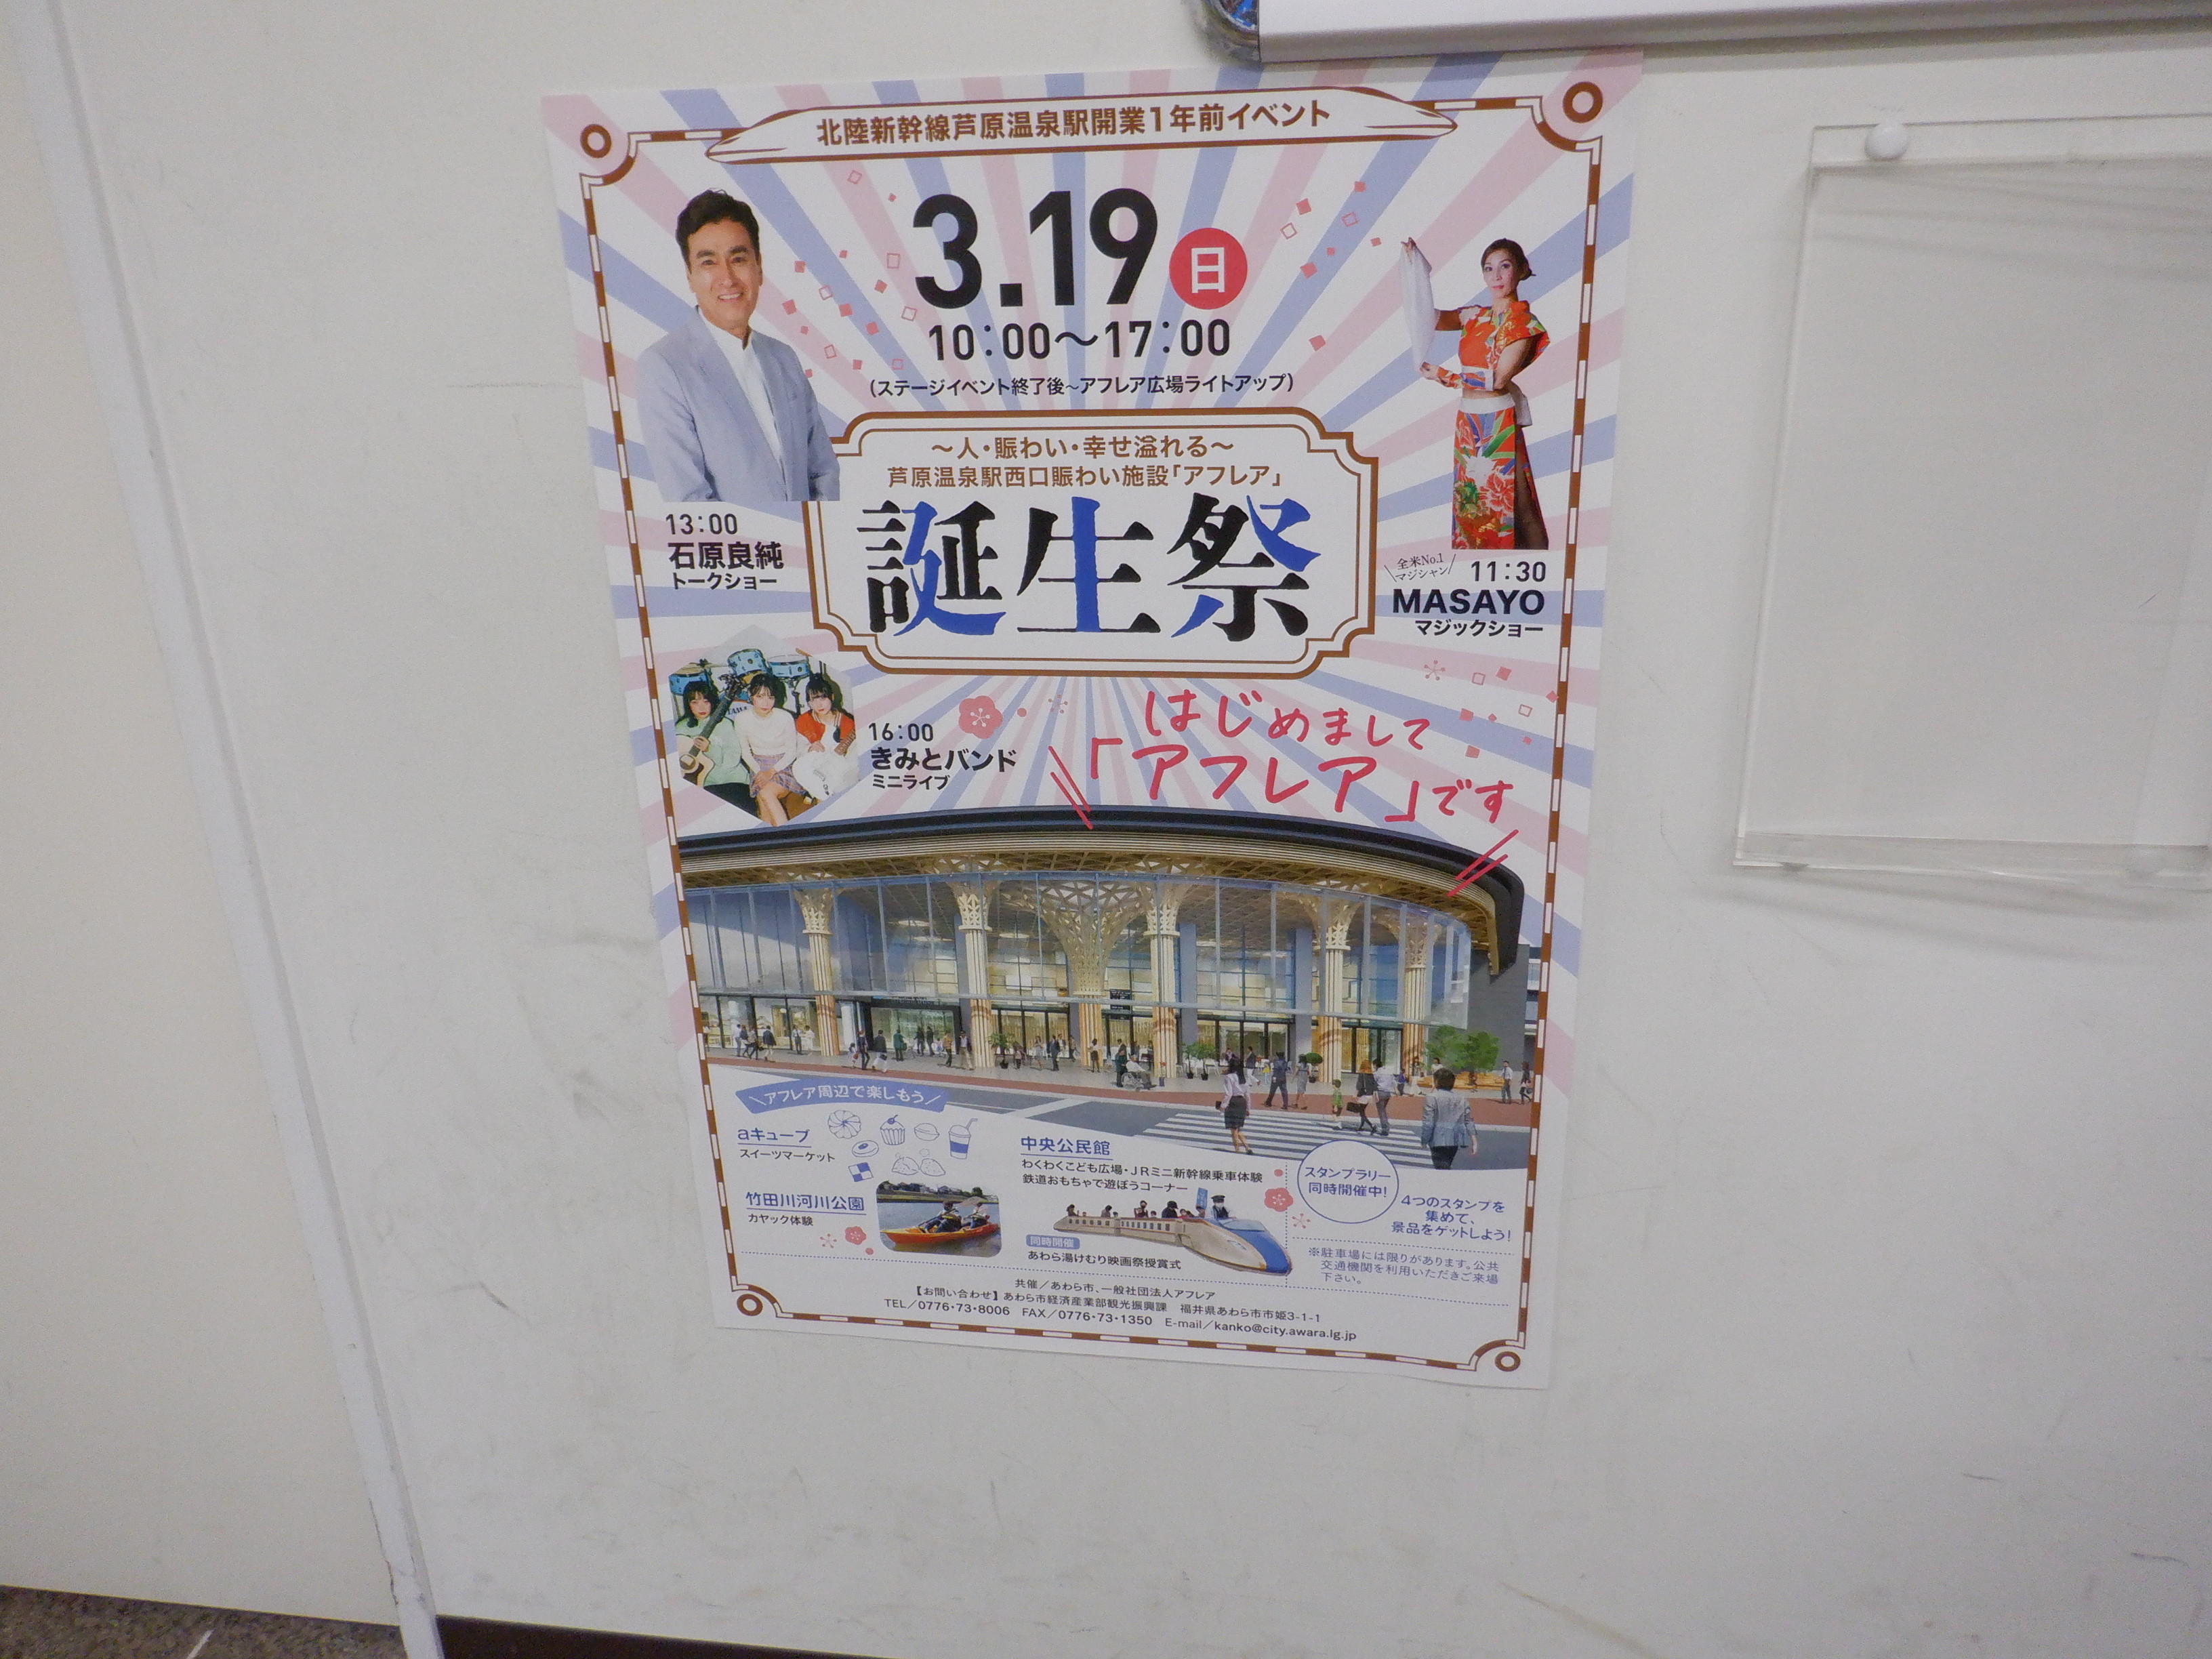 北陸新幹線芦原温泉駅開業1年前イベント
3.19 日
10:00～17:00
(ステージイベント終了後～アフレア広場ライトアップ)
～人・賑わい・幸せ溢れる～
芦原温泉駅西口賑わい施設「アフレア」
誕生祭
13:00
石原良純
トークショー
全米No.1
マジシャン
11:30
MASAYO
マジックショー
16:00
きみとバンド
ミニライブ
はじめまして
「アフレア」です
アフレア周辺で楽しもう
aキューブ
スイーツマーケット
竹田川河川公園
カヤック体験
中央公民館
わくわくこども広場・JRミニ新幹線乗車体験
鉄道おもちゃで遊ぼうコーナー
同時開催
あわら湯けむり映画祭授賞式
スタンプラリー
同時開催中!
4つのスタンプを
集めて、
景品をゲットしよう!
※駐車場には限りがあります。公共
交通機関を利用いただきご来場
下さい。
共催／あわら市、一般社団法人アフレア
【お問い合わせ】あわら市経済産業部観光振興課 福井県あわら市市姫3-1-1
TEL／0776・73・8006 FAX／0776・73・1350 E-mail／kanko@city.awara.lg.jp